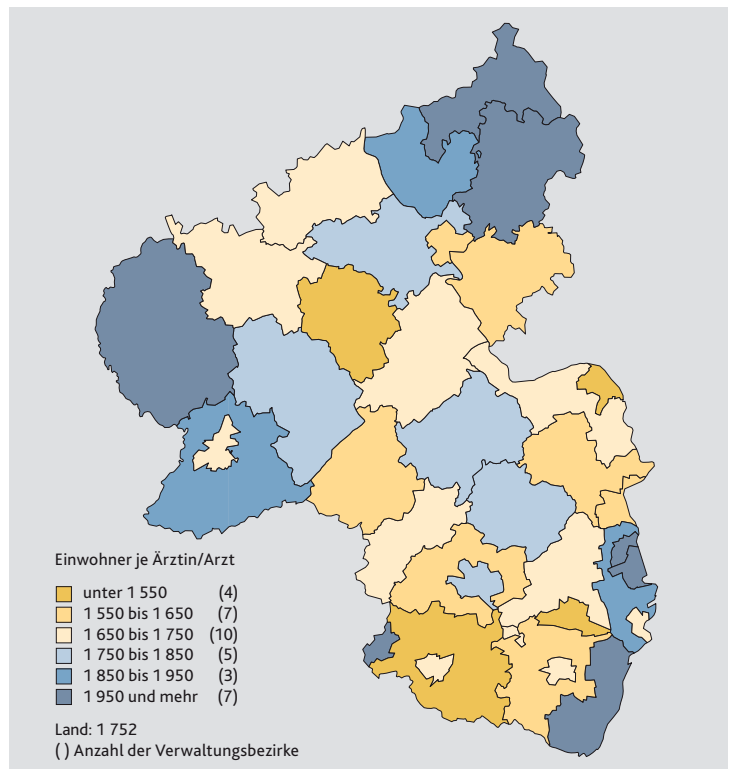 Einwohner je Ärztin/Arzt
unter 1 550 (4)
1 550 bis 1 650 (7)
1 650 bis 1 750 (10)
1 750 bis 1 850 (5)
1 850 bis 1 950 (3)
1 950 und mehr (7)
Land: 1 752
( ) Anzahl der Verwaltungsbezirke